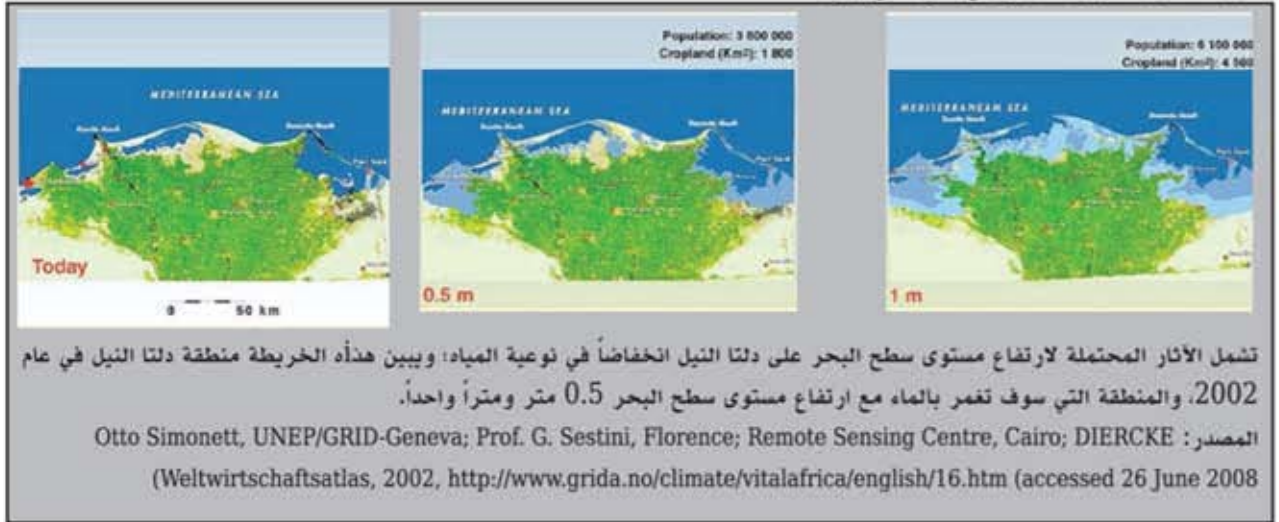 Population: 3 800 000
Cropland (Km²): 1 800
Population: 6 100 000
Cropland (Km²): 4 500
MEDITERRANEAN SEA
MEDITERRANEAN SEA
MEDITERRANEAN SEA
Today
0.5 m
1 m
0 50 km
تشمل الآثار المحتملة لارتفاع مستوى سطح البحر على دلتا النيل انخفاضاً في نوعية المياه؛ ويبين هذأه الخريطة منطقة دلتا النيل في عام
2002، والمنطقة التي سوف تغمر بالماء مع ارتفاع مستوى سطح البحر 0.5 متر ومتراً واحداً.
المصدر: Otto Simonett, UNEP/GRID-Geneva; Prof. G. Sestini, Florence; Remote Sensing Centre, Cairo; DIERCKE
(Weltwirtschaftsatlas, 2002, http://www.grida.no/climate/vitalafrica/english/16.htm (accessed 26 June 2008